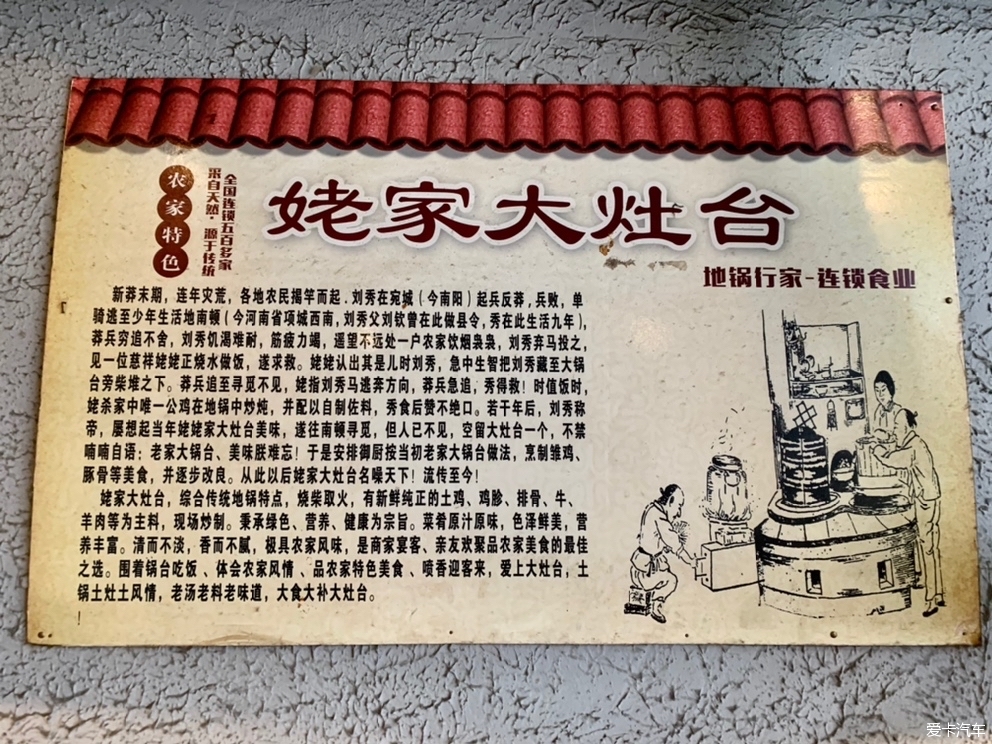 农家特色
全国连锁五百多家
来自天然·源于传统
姥家大灶台
地锅行家-连锁食业
新莽末期，连年灾荒，各地农民揭竿而起．刘秀在宛城（今南阳）起兵反莽，兵败，单
骑逃至少年生活地南顿（今河南省项城西南，刘秀父刘钦曾在此做县令，秀在此生活九年），
莽兵穷追不舍，刘秀饥渴难耐，筋疲力竭，遥望不远处一户农家饮烟袅袅，刘秀弃马投之，
见一位慈祥姥姥正烧水做饭，遂求救。姥姥认出其是儿时刘秀，急中生智把刘秀藏至大锅
台旁柴堆之下。莽兵追至寻觅不见，姥指刘秀马逃奔方向，莽兵急追，秀得救！时值饭时，
姥杀家中唯一公鸡在地锅中炒炖，并配以自制佐料，秀食后赞不绝口。若干年后，刘秀称
帝，屡想起当年姥姥家大灶台美味，遂往南顿寻觅，但人已不见，空留大灶台一个，不禁
喃喃自语：老家大锅台、美味朕难忘！于是安排御厨按当初老家大锅台做法，烹制雏鸡、
豚骨等美食，并逐步改良。从此以后姥家大灶台名噪天下！流传至今！
姥家大灶台，综合传统地锅特点，烧柴取火，有新鲜纯正的土鸡、鸡胗、排骨、牛、
羊肉等为主料，现场炒制。秉承绿色、营养、健康为宗旨。菜肴原汁原味，色泽鲜美，营
养丰富。清而不淡，香而不腻，极具农家风味，是商家宴客、亲友欢聚品农家美食的最佳
之选。围着锅台吃饭、体会农家风情、品农家特色美食、喷香迎客来，爱上大灶台，土
锅土灶土风情，老汤老料老味道，大食大补大灶台。
！
爱卡汽车